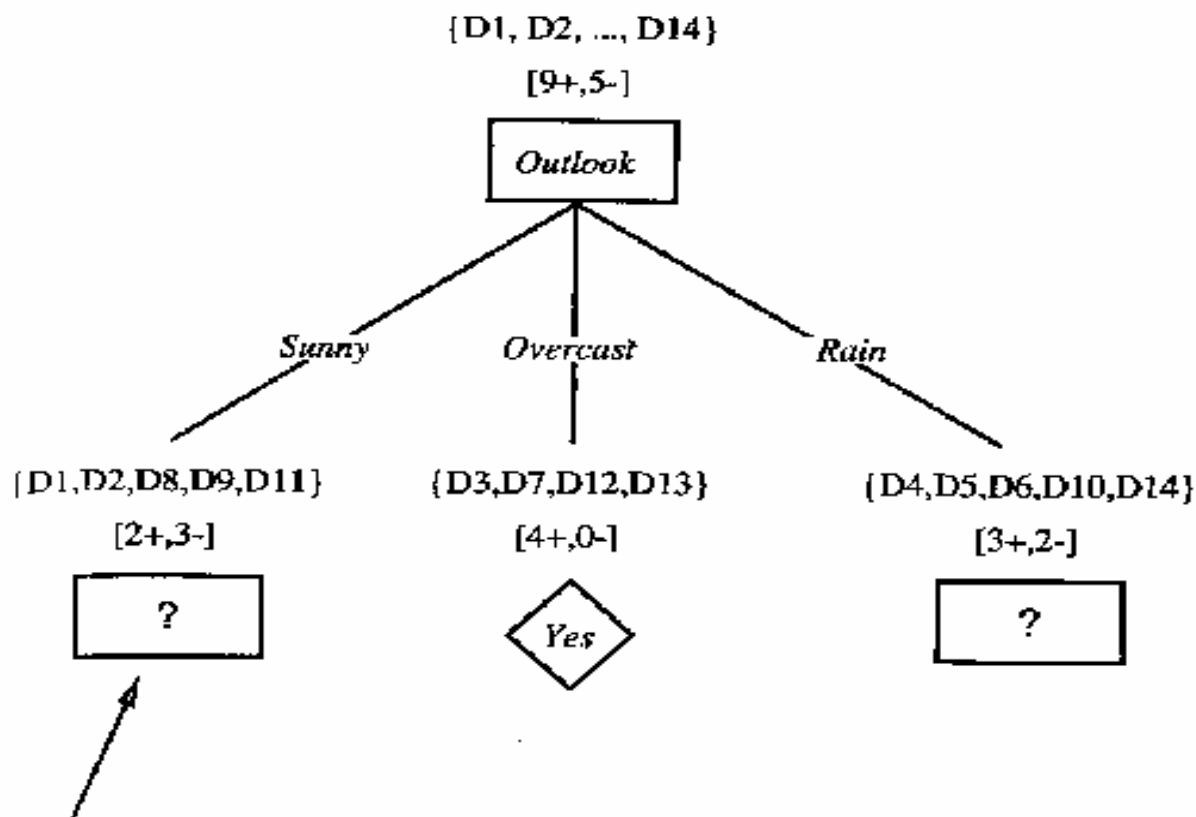 {D1, D2, ..., D14}
[9+,5-]
Outlook
Sunny Overcast Rain
{D1,D2,D8,D9,D11} {D3,D7,D12,D13} {D4,D5,D6,D10,D14}
[2+,3-] [4+,0-] [3+,2-]
? Yes ?